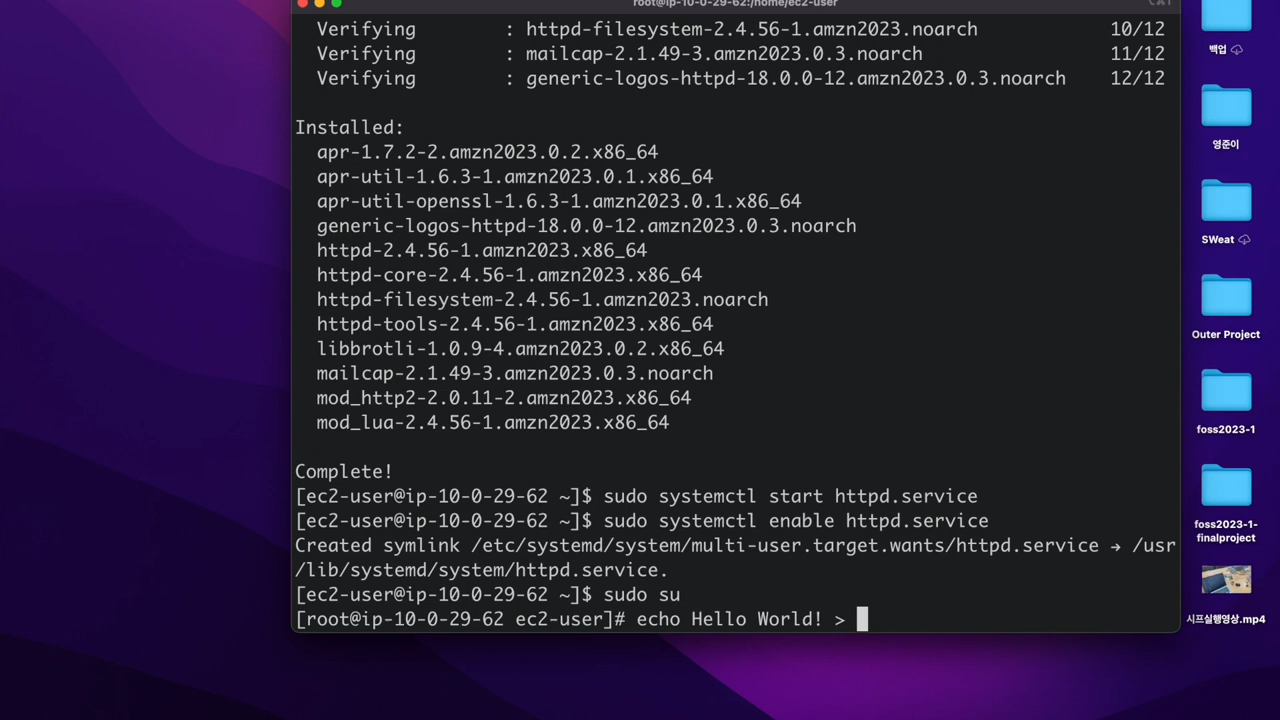 root@ip-10-0-29-62:/home/ec2-user
Verifying : httpd-filesystem-2.4.56-1.amzn2023.noarch 10/12
Verifying : mailcap-2.1.49-3.amzn2023.0.3.noarch 11/12
Verifying : generic-logos-httpd-18.0.0-12.amzn2023.0.3.noarch 12/12
Installed:
apr-1.7.2-2.amzn2023.0.2.x86_64
apr-util-1.6.3-1.amzn2023.0.1.x86_64
apr-util-openssl-1.6.3-1.amzn2023.0.1.x86_64
generic-logos-httpd-18.0.0-12.amzn2023.0.3.noarch
httpd-2.4.56-1.amzn2023.x86_64
httpd-core-2.4.56-1.amzn2023.x86_64
httpd-filesystem-2.4.56-1.amzn2023.noarch
httpd-tools-2.4.56-1.amzn2023.x86_64
libbrotli-1.0.9-4.amzn2023.0.2.x86_64
mailcap-2.1.49-3.amzn2023.0.3.noarch
mod_http2-2.0.11-2.amzn2023.x86_64
mod_lua-2.4.56-1.amzn2023.x86_64
Complete!
[ec2-user@ip-10-0-29-62 ~]$ sudo systemctl start httpd.service
[ec2-user@ip-10-0-29-62 ~]$ sudo systemctl enable httpd.service
Created symlink /etc/systemd/system/multi-user.target.wants/httpd.service → /usr
/lib/systemd/system/httpd.service.
[ec2-user@ip-10-0-29-62 ~]$ sudo su
[root@ip-10-0-29-62 ec2-user]# echo Hello World! >
백업
영준이
SWeat
Outer Project
foss2023-1
foss2023-1-
finalproject
시프실행영상.mp4